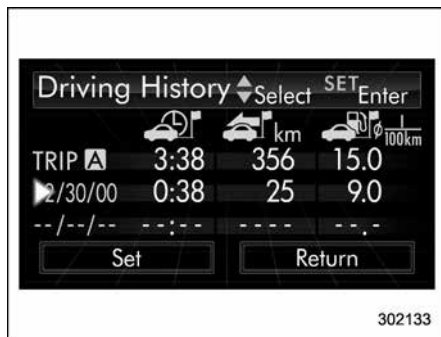 Driving History Select SET Enter
km ø l/100km
TRIP A 3:38 356 15.0
2/30/00 0:38 25 9.0
--/--/-- --:-- ---- --.-
Set Return
302133